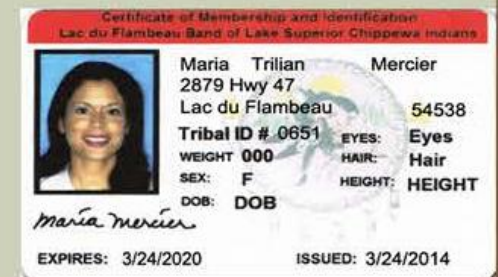 Certificate of Membership and Identification
Lac du Flambeau Band of Lake Superior Chippewa Indians
Maria Trilian Mercier
2879 Hwy 47
Lac du Flambeau 54538
Tribal ID # 0651 EYES: Eyes
WEIGHT 000 HAIR: Hair
SEX: F HEIGHT: HEIGHT
DOB: DOB
Maria Mercier
EXPIRES: 3/24/2020 ISSUED: 3/24/2014